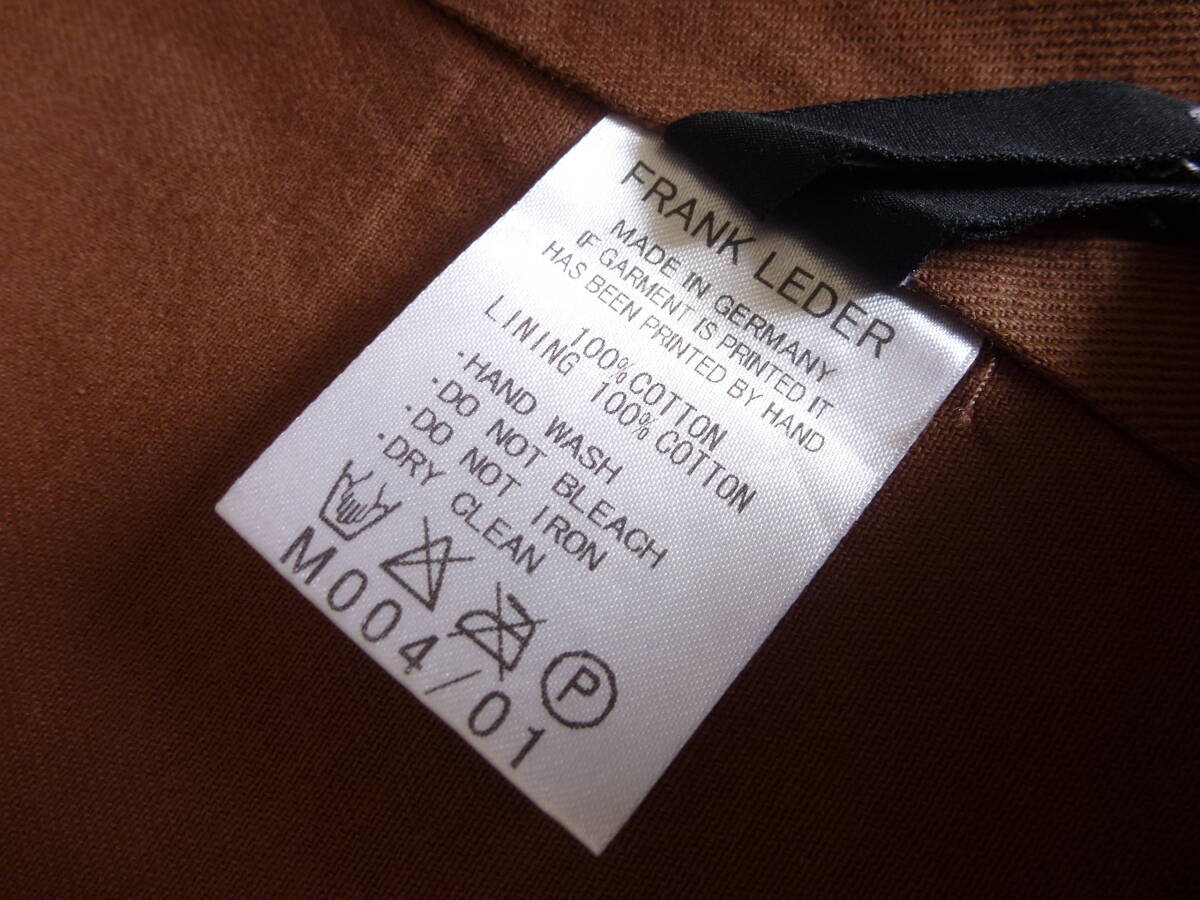 FRANK LEDER
MADE IN GERMANY
IF GARMENT IS PRINTED IT
HAS BEEN PRINTED BY HAND
100%COTTON
LINING 100%COTTON
·HAND WASH
·DO NOT BLEACH
·DO NOT IRON
·DRY CLEAN
P
M004/01